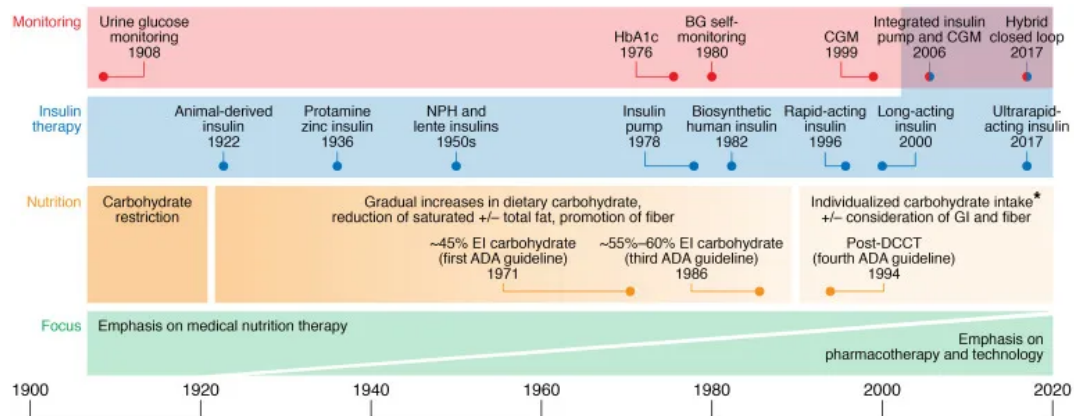 Monitoring
Urine glucose
monitoring
1908
HbA1c
1976
BG self-
monitoring
1980
CGM
1999
Integrated insulin
pump and CGM
2006
Hybrid
closed loop
2017
Insulin
therapy
Animal-derived
insulin
1922
Protamine
zinc insulin
1936
NPH and
lente insulins
1950s
Insulin
pump
1978
Biosynthetic
human insulin
1982
Rapid-acting
insulin
1996
Long-acting
insulin
2000
Ultrarapid-
acting insulin
2017
Nutrition
Carbohydrate
restriction
Gradual increases in dietary carbohydrate,
reduction of saturated +/– total fat, promotion of fiber
~45% EI carbohydrate
(first ADA guideline)
1971
~55%–60% EI carbohydrate
(third ADA guideline)
1986
Individualized carbohydrate intake*
+/– consideration of GI and fiber
Post-DCCT
(fourth ADA guideline)
1994
Focus
Emphasis on medical nutrition therapy
Emphasis on
pharmacotherapy and technology
1900 1920 1940 1960 1980 2000 2020